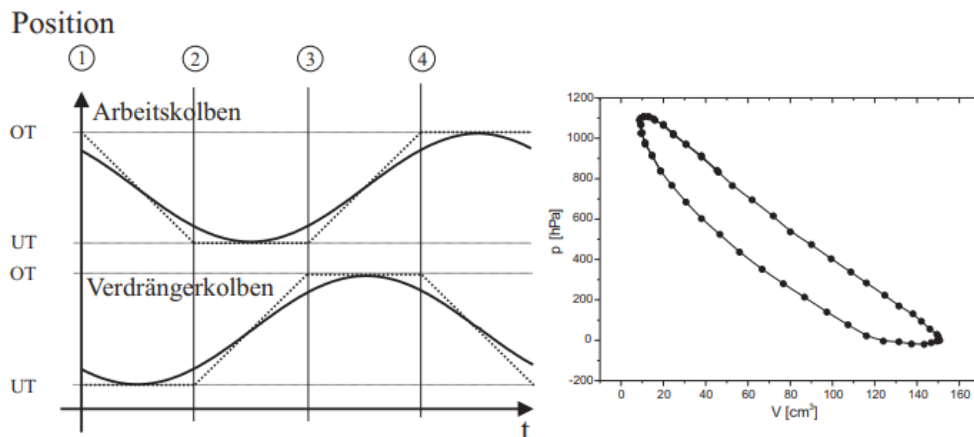 Position
① ② ③ ④
Arbeitskolben
OT
UT
OT
Verdrängerkolben
UT
t
1200
1000
800
600
400
200
0
-200
p [hPa]
0 20 40 60 80 100 120 140 160
V [cm³]